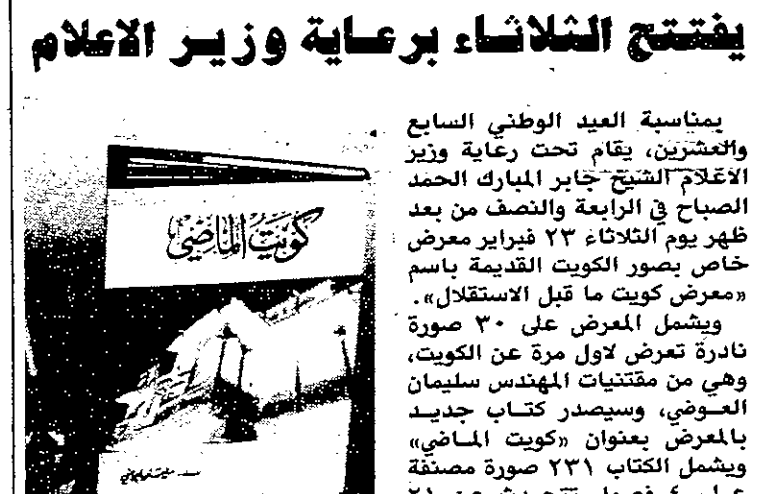 يفتتح الثلاثاء برعاية وزير الاعلام
بمناسبة العيد الوطني السابع
والعشرين، يقام تحت رعاية وزير
الاعلام الشيخ جابر المبارك الحمد
الصباح في الرابعة والنصف من بعد
ظهر يوم الثلاثاء ٢٣ فبراير معرض
خاص بصور الكويت القديمة باسم
«معرض كويت ما قبل الاستقلال».
ويشمل المعرض على ٣٠ صورة
نادرة تعرض لاول مرة عن الكويت،
وهي من مقتنيات المهندس سليمان
العوضي، وسيصدر كتاب جديد
بالمعرض بعنوان «كويت الماضي»
ويشمل الكتاب ٢٣١ صورة مصنفة
كويت الماضي